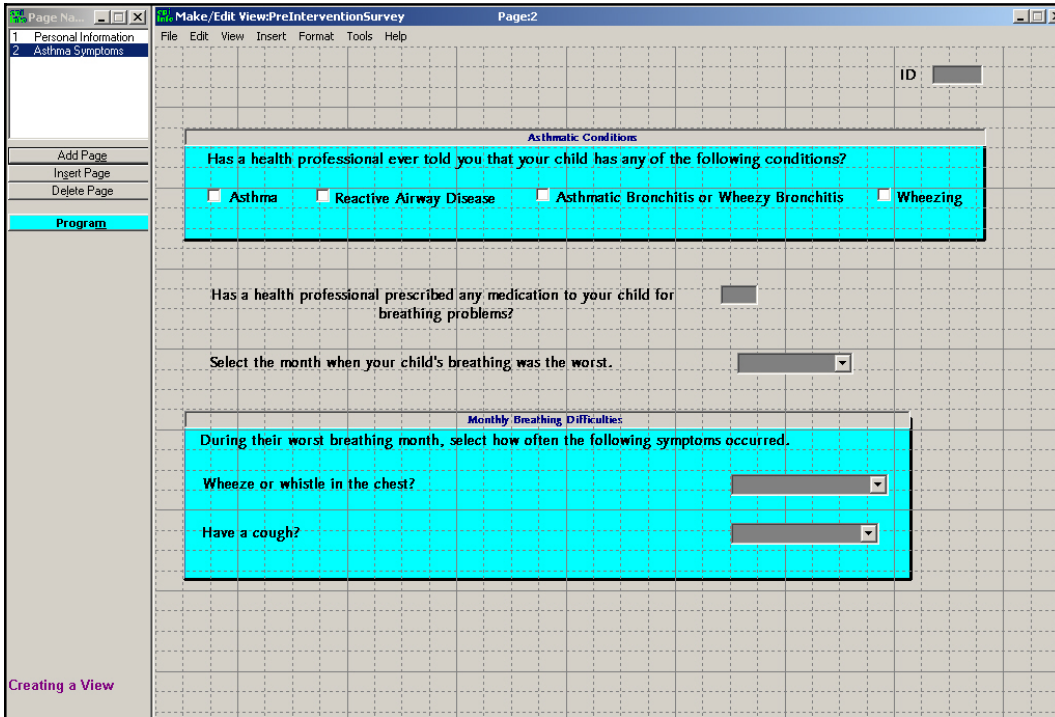 Page Na...
1 Personal Information
2 Asthma Symptoms
Add Page
Insert Page
Delete Page
Program
Creating a View
Make/Edit View:PreInterventionSurvey Page:2
File Edit View Insert Format Tools Help
ID
Asthmatic Conditions
Has a health professional ever told you that your child has any of the following conditions?
Asthma Reactive Airway Disease Asthmatic Bronchitis or Wheezy Bronchitis Wheezing
Has a health professional prescribed any medication to your child for
breathing problems?
Select the month when your child's breathing was the worst.
Monthly Breathing Difficulties
During their worst breathing month, select how often the following symptoms occurred.
Wheeze or whistle in the chest?
Have a cough?